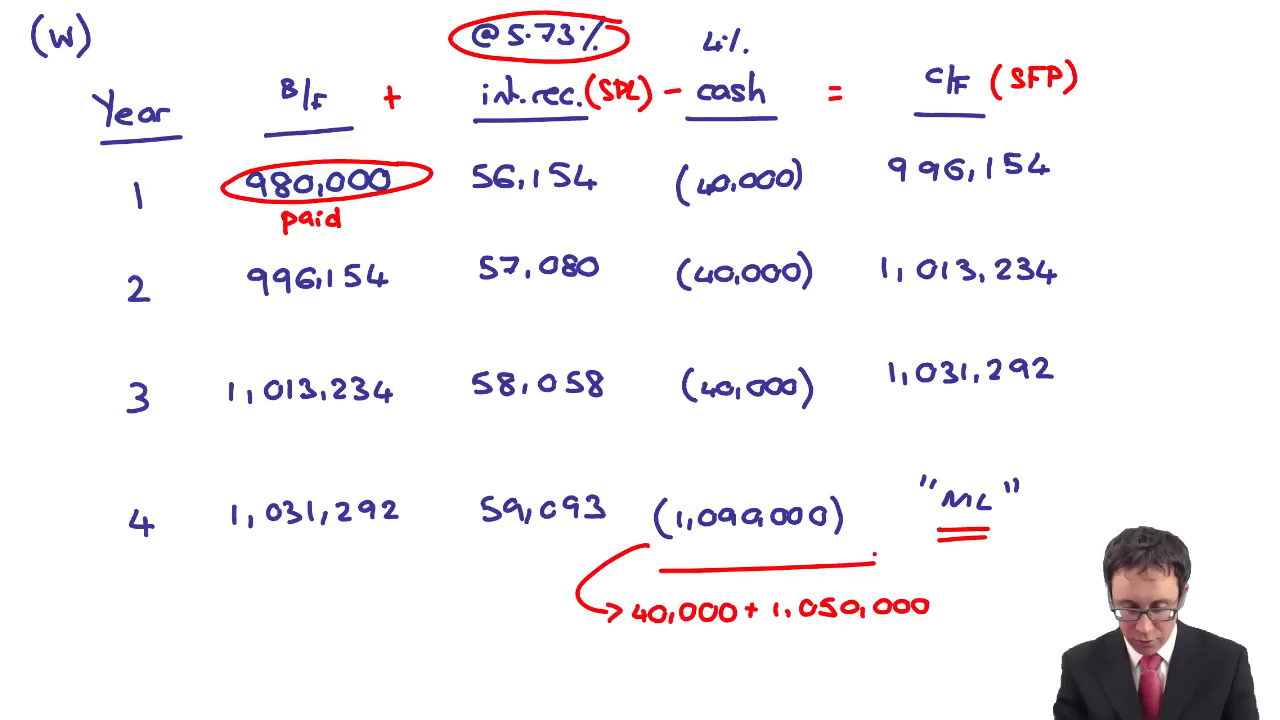 (W) @ 5.73% 4%
Year B/F + int.rec. (SPL) - cash = C/F (SFP)
1 980,000 56,154 (40,000) 996,154
paid
2 996,154 57,080 (40,000) 1,013,234
3 1,013,234 58,058 (40,000) 1,031,292
4 1,031,292 59,093 (1,090,000) "ML"
40,000 + 1,050,000